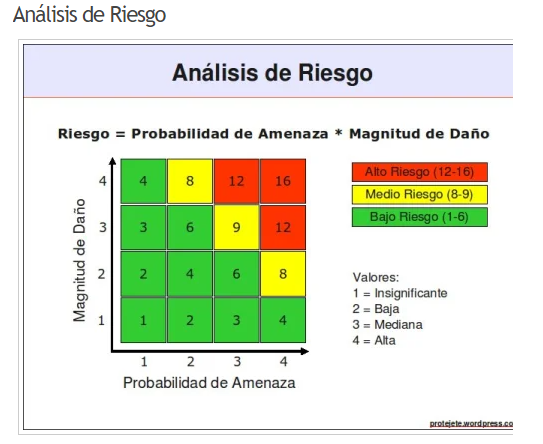 Análisis de Riesgo
Análisis de Riesgo
Riesgo = Probabilidad de Amenaza * Magnitud de Daño
Magnitud de Daño
4 4 8 12 16
3 3 6 9 12
2 2 4 6 8
1 1 2 3 4
1 2 3 4
Probabilidad de Amenaza
Alto Riesgo (12-16)
Medio Riesgo (8-9)
Bajo Riesgo (1-6)
Valores:
1 = Insignificante
2 = Baja
3 = Mediana
4 = Alta
protejete.wordpress.co